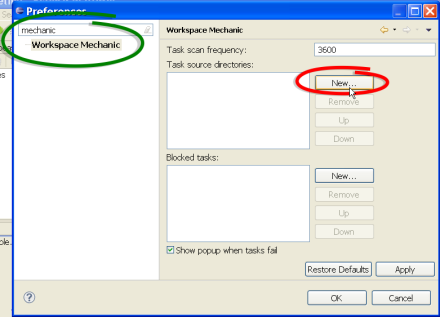 Preferences
mechanic
Workspace Mechanic
Workspace Mechanic
Task scan frequency:
3600
Task source directories:
New...
Remove
Up
Down
Blocked tasks:
New...
Remove
Up
Down
Show popup when tasks fail
Restore Defaults
Apply
?
OK
Cancel